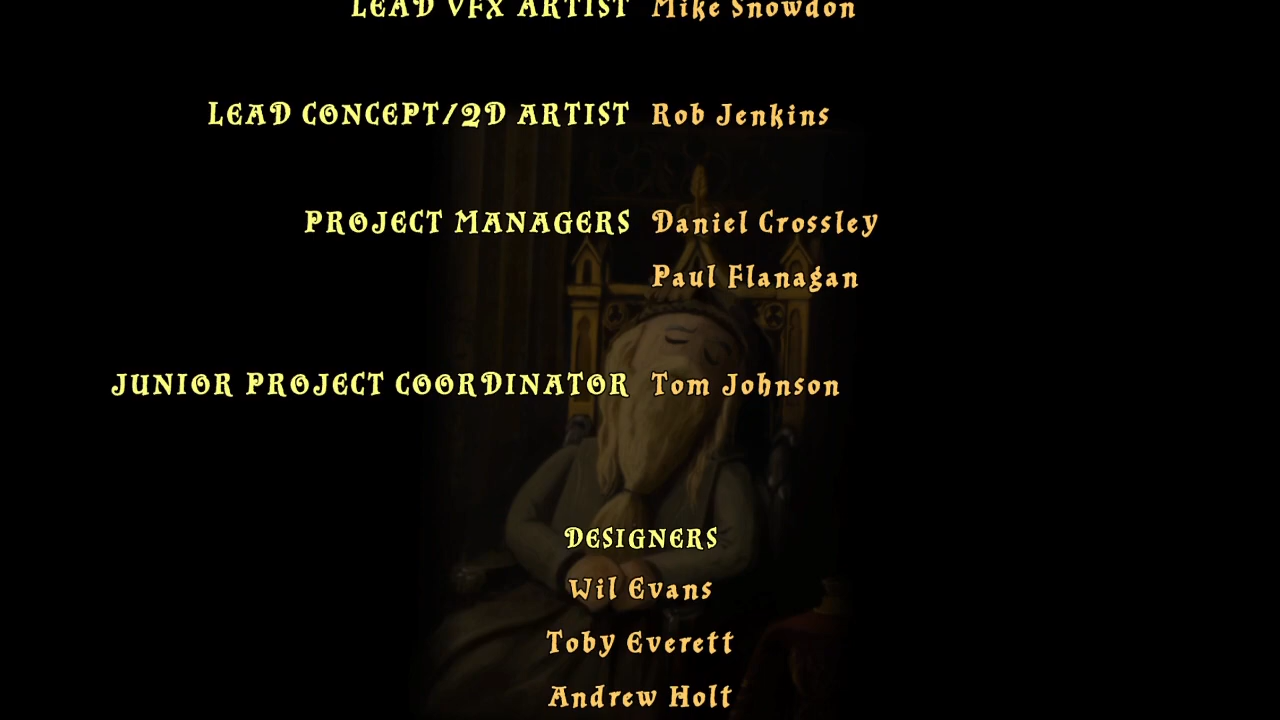 LEAD VFX ARTIST Mike Snowdon
LEAD CONCEPT/2D ARTIST Rob Jenkins
PROJECT MANAGERS Daniel Crossley
Paul Flanagan
JUNIOR PROJECT COORDINATOR Tom Johnson
DESIGNERS
Wil Evans
Toby Everett
Andrew Holt